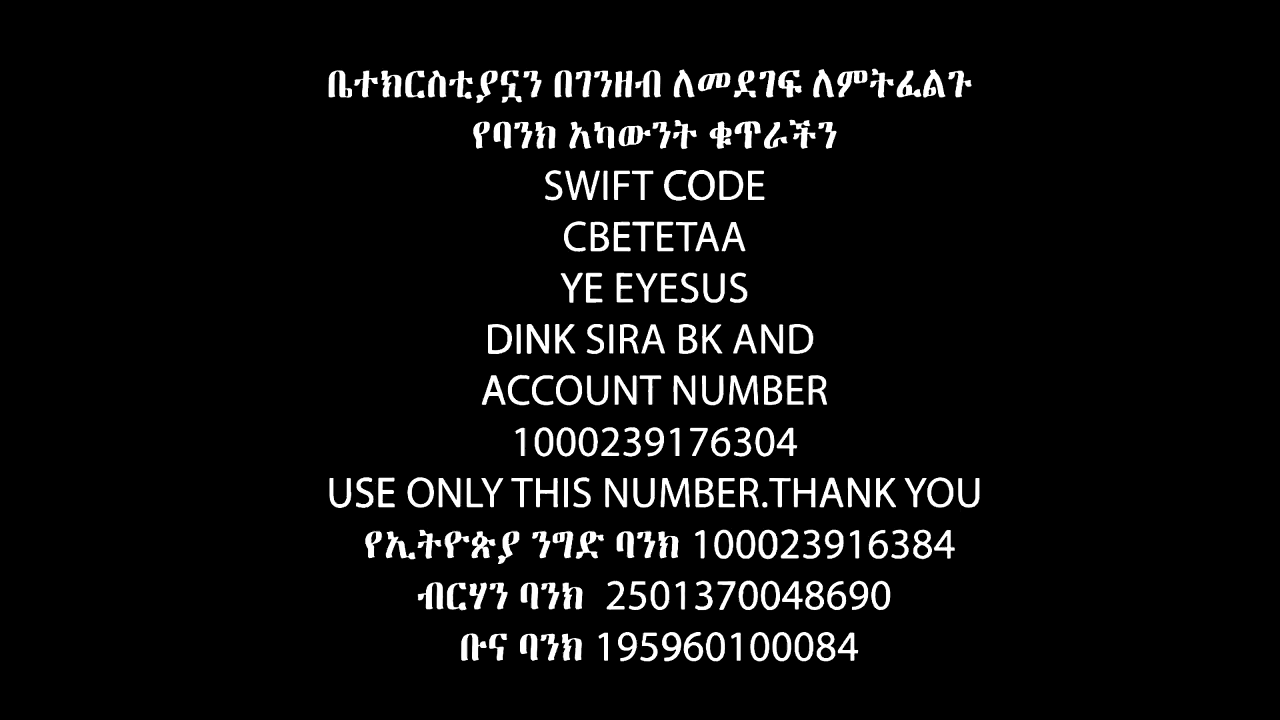 ቤተክርስቲያኗን በገንዘብ ለመደገፍ ለምትፈልጉ
የባንክ አካውንት ቁጥራችን
SWIFT CODE
CBETETAA
YE EYESUS
DINK SIRA BK AND
ACCOUNT NUMBER
1000239176304
USE ONLY THIS NUMBER.THANK YOU
የኢትዮጵያ ንግድ ባንክ 100023916384
ብርሃን ባንክ 2501370048690
ቡና ባንክ 195960100084